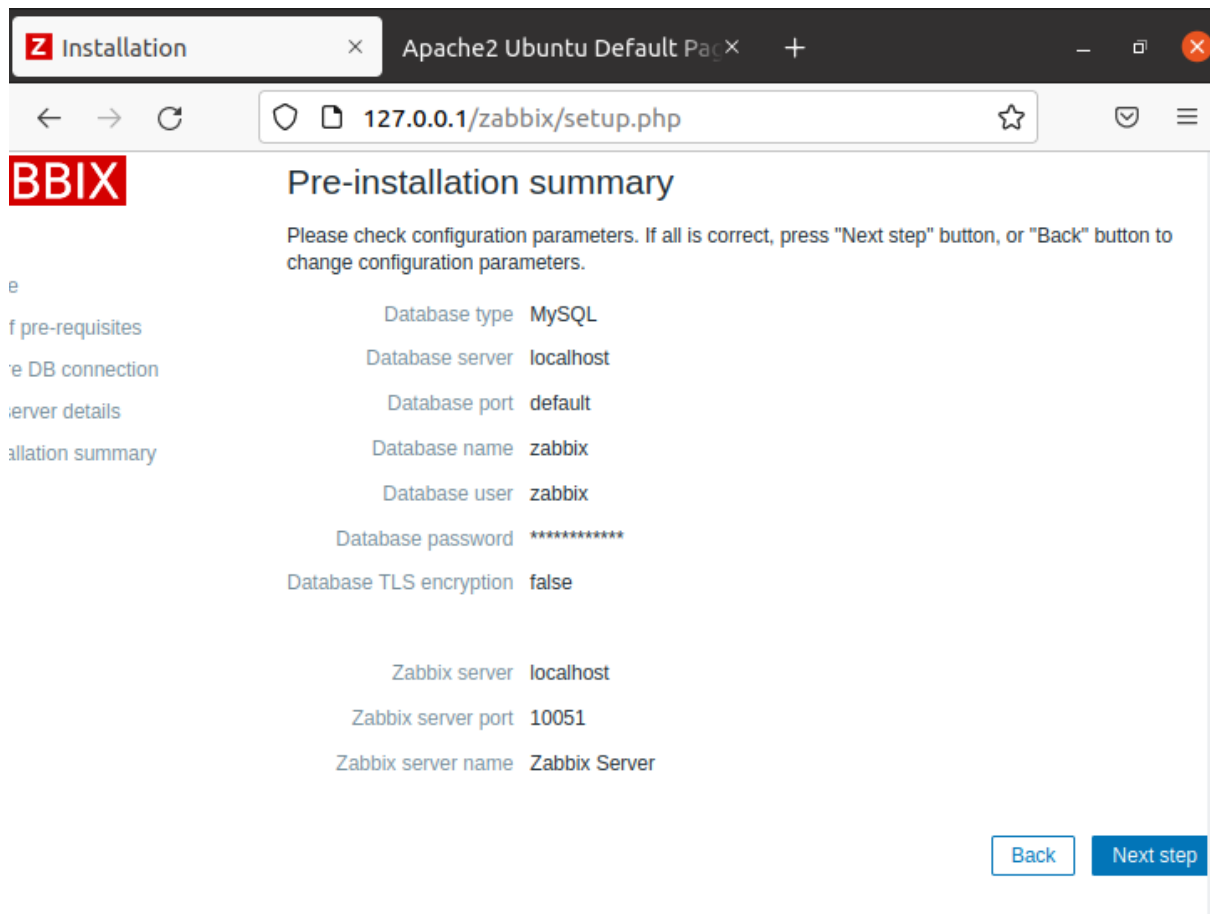 Z Installation
Apache2 Ubuntu Default Pag
127.0.0.1/zabbix/setup.php
BBIX
e
f pre-requisites
re DB connection
server details
allation summary
Pre-installation summary
Please check configuration parameters. If all is correct, press "Next step" button, or "Back" button to
change configuration parameters.
Database type MySQL
Database server localhost
Database port default
Database name zabbix
Database user zabbix
Database password ************
Database TLS encryption false
Zabbix server localhost
Zabbix server port 10051
Zabbix server name Zabbix Server
Back Next step